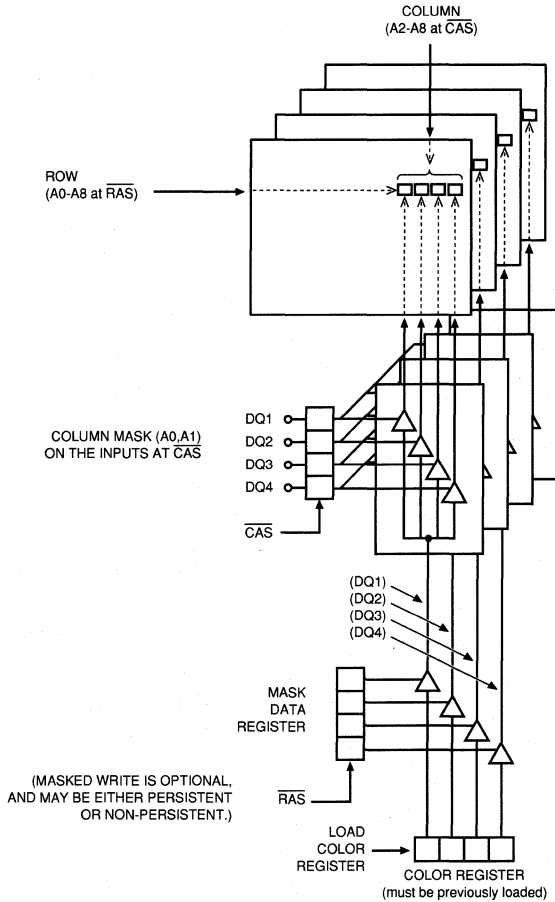 COLUMN
(A2-A8 at CAS)
ROW
(A0-A8 at RAS)
COLUMN MASK (A0,A1)
ON THE INPUTS AT CAS
DQ1
DQ2
DQ3
DQ4
CAS
(DQ1)
(DQ2)
(DQ3)
(DQ4)
MASK
DATA
REGISTER
(MASKED WRITE IS OPTIONAL,
AND MAY BE EITHER PERSISTENT
OR NON-PERSISTENT.)
RAS
LOAD
COLOR
REGISTER
COLOR REGISTER
(must be previously loaded)